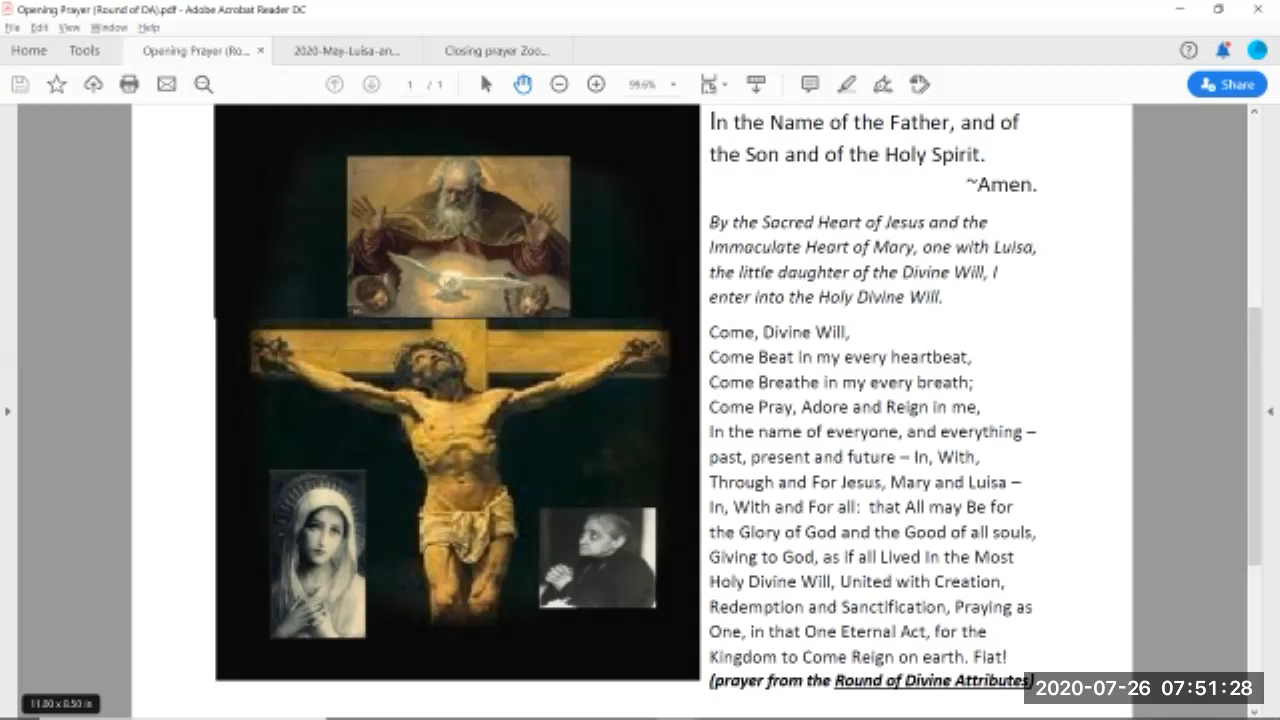 Opening Prayer (Round of DA).pdf - Adobe Acrobat Reader DC
File Edit View Window Help
Home Tools Opening Prayer (Ro... × 2020-May-Luisa-an... Closing prayer Zoo...
1 / 1 99.6% Share
In the Name of the Father, and of
the Son and of the Holy Spirit.
~Amen.
By the Sacred Heart of Jesus and the
Immaculate Heart of Mary, one with Luisa,
the little daughter of the Divine Will, I
enter into the Holy Divine Will.
Come, Divine Will,
Come Beat in my every heartbeat,
Come Breathe in my every breath;
Come Pray, Adore and Reign in me,
In the name of everyone, and everything –
past, present and future – In, With,
Through and For Jesus, Mary and Luisa –
In, With and For all: that All may Be for
the Glory of God and the Good of all souls,
Giving to God, as if all Lived In the Most
Holy Divine Will, United with Creation,
Redemption and Sanctification, Praying as
One, in that One Eternal Act, for the
Kingdom to Come Reign on earth. Fiat!
(prayer from the Round of Divine Attributes)
11.00 x 8.50 in
2020-07-26 07:51:28